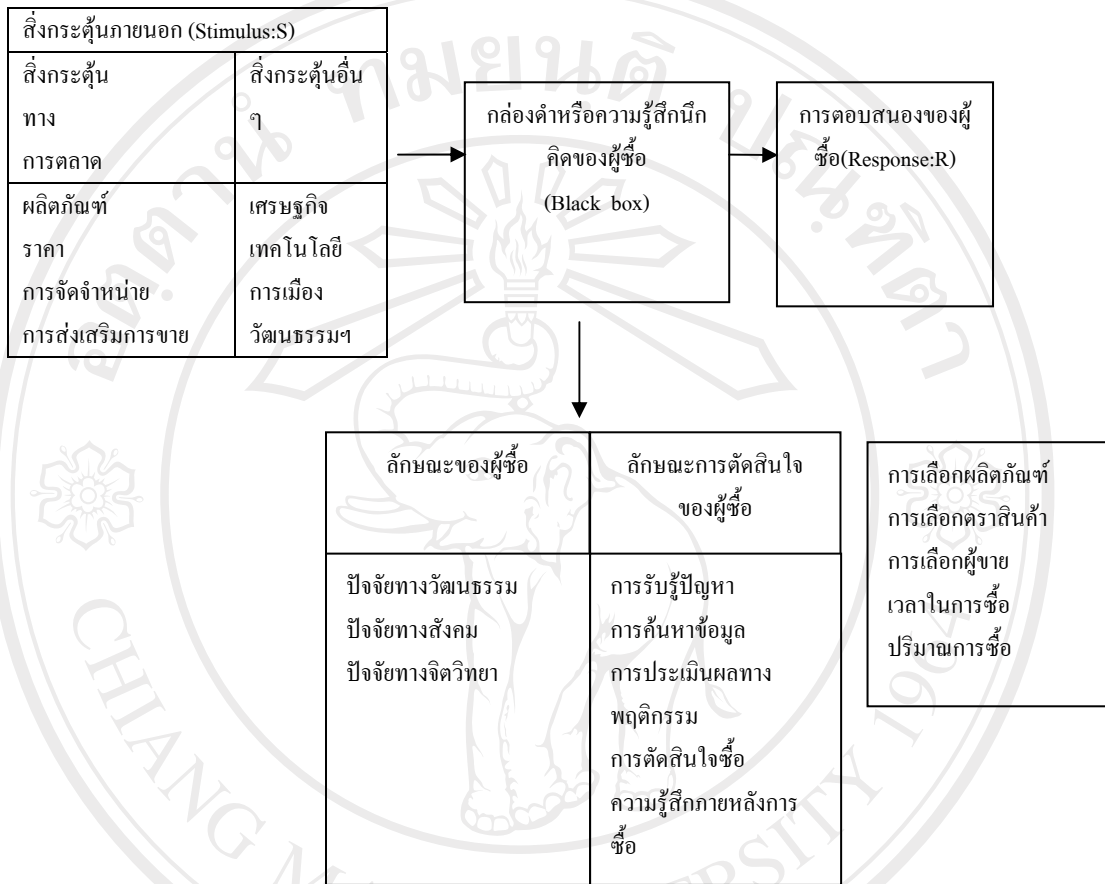 สิ่งกระตุ้นภายนอก (Stimulus:S)
สิ่งกระตุ้น
ทาง
การตลาด
สิ่งกระตุ้นอื่น
ๆ
ผลิตภัณฑ์
ราคา
การจัดจำหน่าย
การส่งเสริมการขาย
เศรษฐกิจ
เทคโนโลยี
การเมือง
วัฒนธรรมฯ
กล่องดำหรือความรู้สึกนึก
คิดของผู้ซื้อ
(Black box)
การตอบสนองของผู้
ซื้อ(Response:R)
ลักษณะของผู้ซื้อ
ลักษณะการตัดสินใจ
ของผู้ซื้อ
ปัจจัยทางวัฒนธรรม
ปัจจัยทางสังคม
ปัจจัยทางจิตวิทยา
การรับรู้ปัญหา
การค้นหาข้อมูล
การประเมินผลทาง
พฤติกรรม
การตัดสินใจซื้อ
ความรู้สึกภายหลังการ
ซื้อ
การเลือกผลิตภัณฑ์
การเลือกตราสินค้า
การเลือกผู้ขาย
เวลาในการซื้อ
ปริมาณการซื้อ